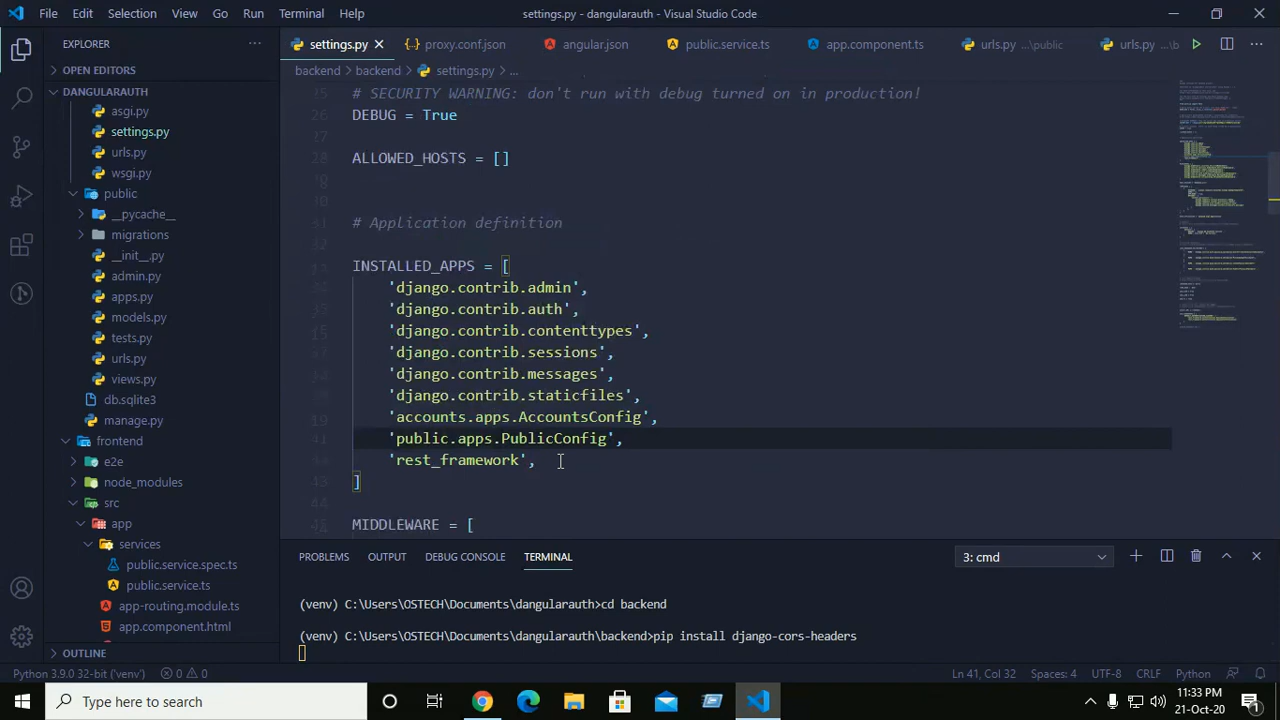 File Edit Selection View Go Run Terminal Help settings.py - dangularauth - Visual Studio Code
EXPLORER
OPEN EDITORS
DANGULARAUTH
asgi.py
settings.py
urls.py
wsgi.py
public
__pycache__
migrations
__init__.py
admin.py
apps.py
models.py
tests.py
urls.py
views.py
db.sqlite3
manage.py
frontend
e2e
node_modules
src
app
services
public.service.spec.ts
public.service.ts
app-routing.module.ts
app.component.html
OUTLINE
settings.py proxy.conf.json angular.json public.service.ts app.component.ts urls.py ...\public urls.py ...\b
backend > backend > settings.py > ...
# SECURITY WARNING: don't run with debug turned on in production!
DEBUG = True
ALLOWED_HOSTS = []
# Application definition
INSTALLED_APPS = [
'django.contrib.admin',
'django.contrib.auth',
'django.contrib.contenttypes',
'django.contrib.sessions',
'django.contrib.messages',
'django.contrib.staticfiles',
'accounts.apps.AccountsConfig',
'public.apps.PublicConfig',
'rest_framework',
]
MIDDLEWARE = [
PROBLEMS OUTPUT DEBUG CONSOLE TERMINAL 3: cmd
(venv) C:\Users\OSTECH\Documents\dangularauth>cd backend
(venv) C:\Users\OSTECH\Documents\dangularauth\backend>pip install django-cors-headers
Python 3.9.0 32-bit ('venv') 0 0 Ln 41, Col 32 Spaces: 4 UTF-8 CRLF Python
Type here to search
11:33 PM
21-Oct-20